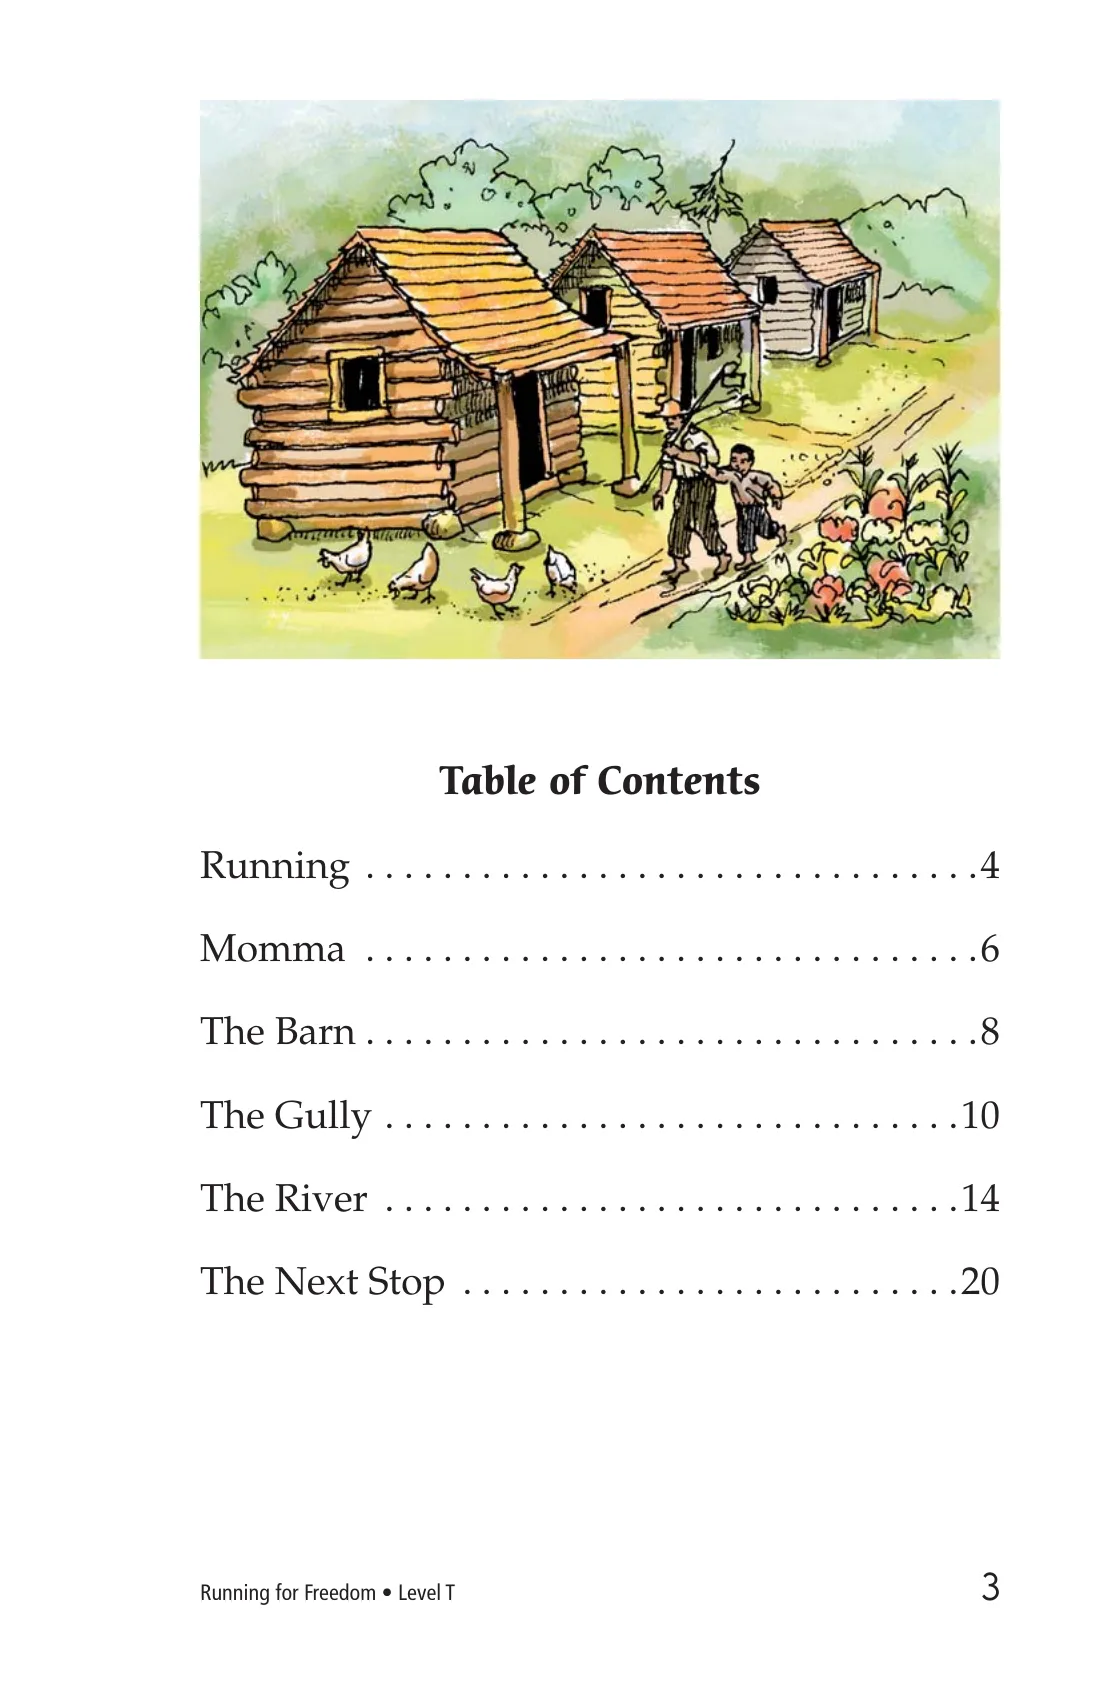 Table of Contents
Running . . . . . . . . . . . . . . . . . . . . . . . . . . . . . . . .4
Momma . . . . . . . . . . . . . . . . . . . . . . . . . . . . . . . .6
The Barn . . . . . . . . . . . . . . . . . . . . . . . . . . . . . . . .8
The Gully . . . . . . . . . . . . . . . . . . . . . . . . . . . . . .10
The River . . . . . . . . . . . . . . . . . . . . . . . . . . . . . .14
The Next Stop . . . . . . . . . . . . . . . . . . . . . . . . . .20
Running for Freedom • Level T 3